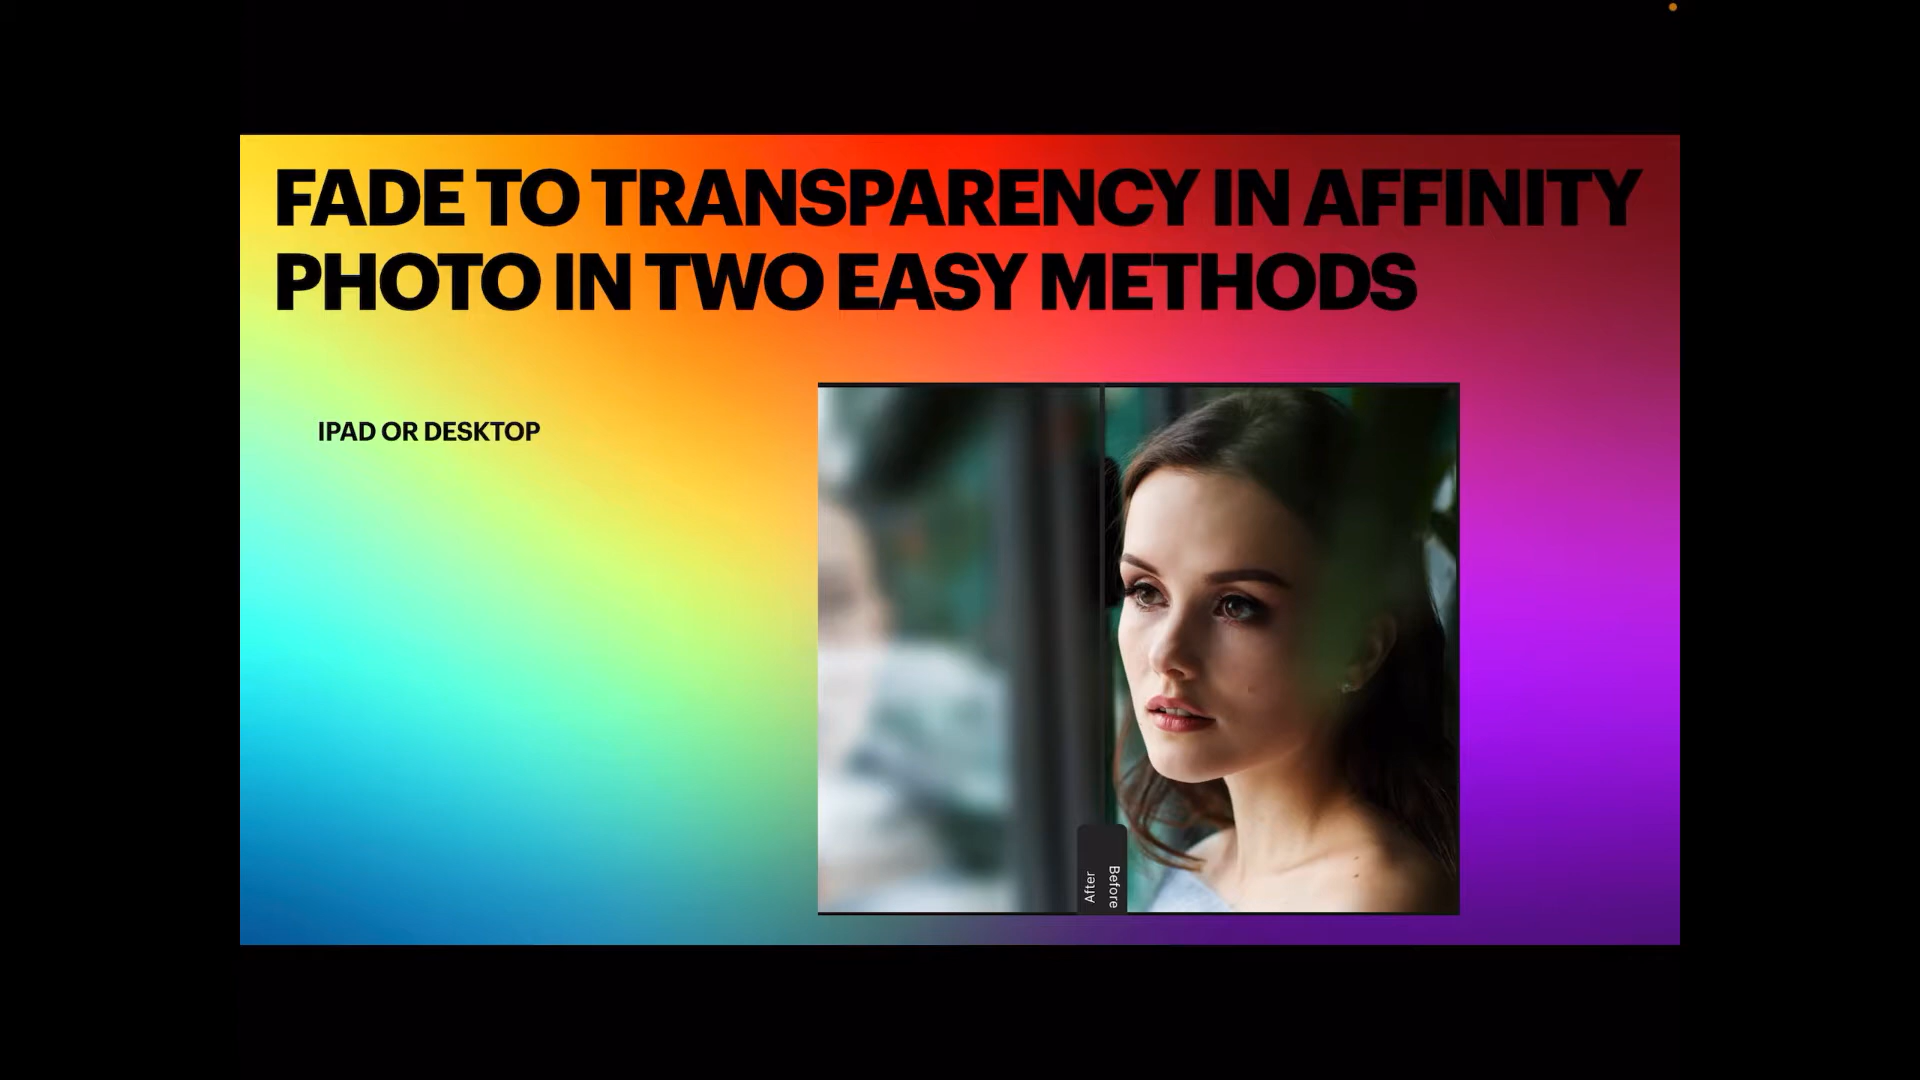 FADE TO TRANSPARENCY IN AFFINITY
PHOTO IN TWO EASY METHODS
IPAD OR DESKTOP
After
Before